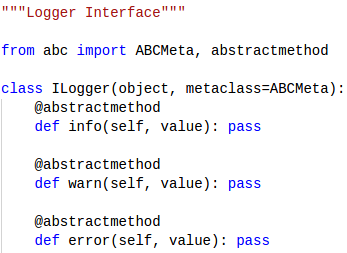 """Logger Interface"""
from abc import ABCMeta, abstractmethod
class ILogger(object, metaclass=ABCMeta):
    @abstractmethod
    def info(self, value): pass
    @abstractmethod
    def warn(self, value): pass
    @abstractmethod
    def error(self, value): pass